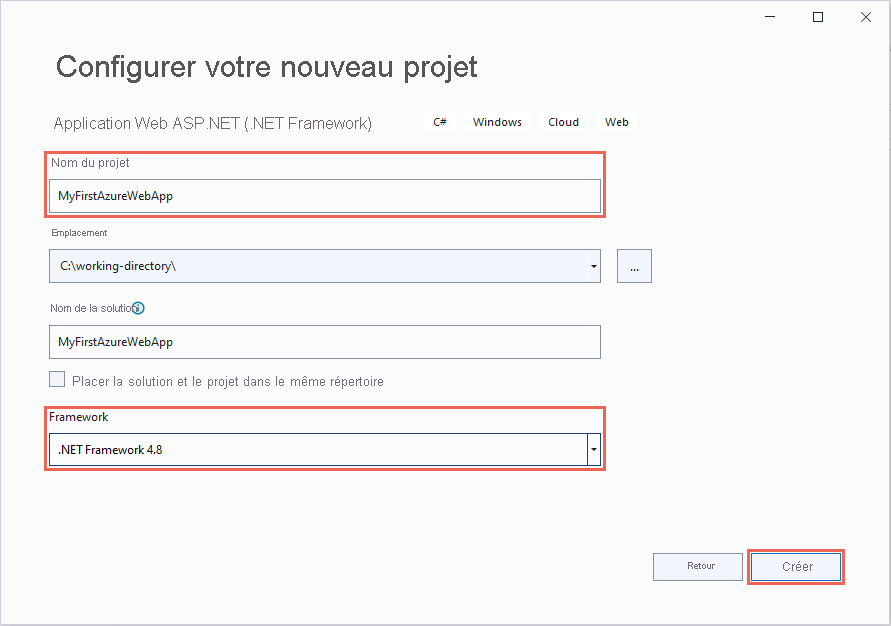 Configurer votre nouveau projet
Application Web ASP.NET (.NET Framework) C# Windows Cloud Web
Nom du projet
MyFirstAzureWebApp
Emplacement
C:\working-directory\
...
Nom de la solution
MyFirstAzureWebApp
Placer la solution et le projet dans le même répertoire
Framework
.NET Framework 4.8
Retour Créer